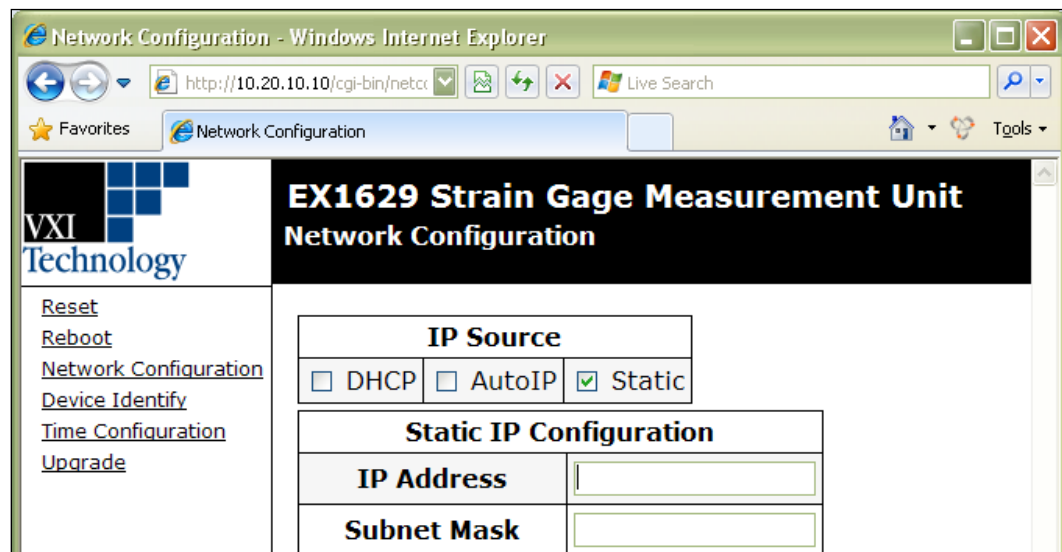 Network Configuration - Windows Internet Explorer
http://10.20.10.10/cgi-bin/netc
Live Search
Favorites
Network Configuration
Tools
VXI
Technology
EX1629 Strain Gage Measurement Unit
Network Configuration
Reset
Reboot
Network Configuration
Device Identify
Time Configuration
Upgrade
IP Source
DHCP AutoIP Static
Static IP Configuration
IP Address
Subnet Mask